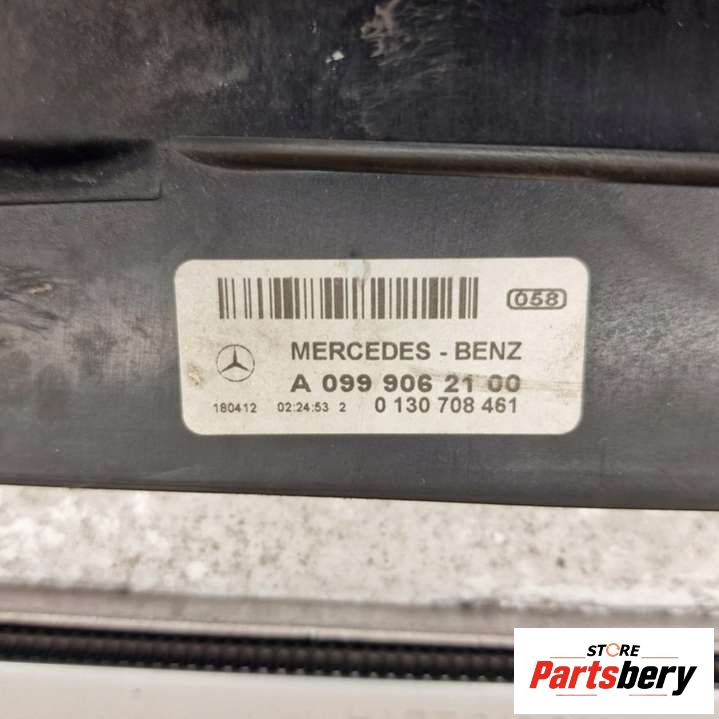 058
MERCEDES - BENZ
A 099 906 21 00
180412 02:24:53 2 0 130 708 461
STORE
Partsbery